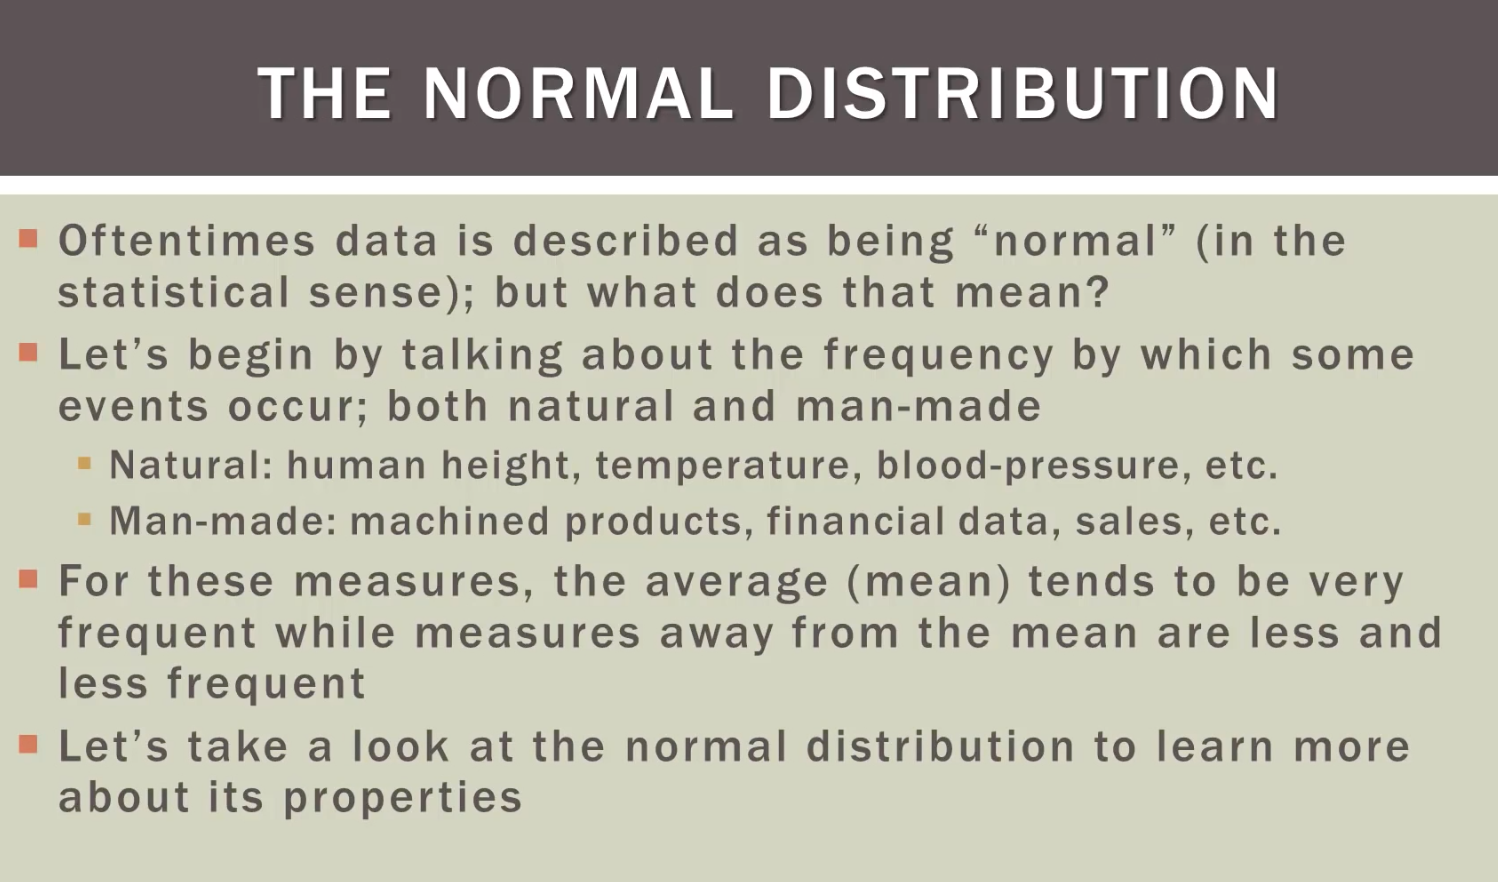 THE NORMAL DISTRIBUTION
Oftentimes data is described as being “normal” (in the
statistical sense); but what does that mean?
Let’s begin by talking about the frequency by which some
events occur; both natural and man-made
Natural: human height, temperature, blood-pressure, etc.
Man-made: machined products, financial data, sales, etc.
For these measures, the average (mean) tends to be very
frequent while measures away from the mean are less and
less frequent
Let’s take a look at the normal distribution to learn more
about its properties